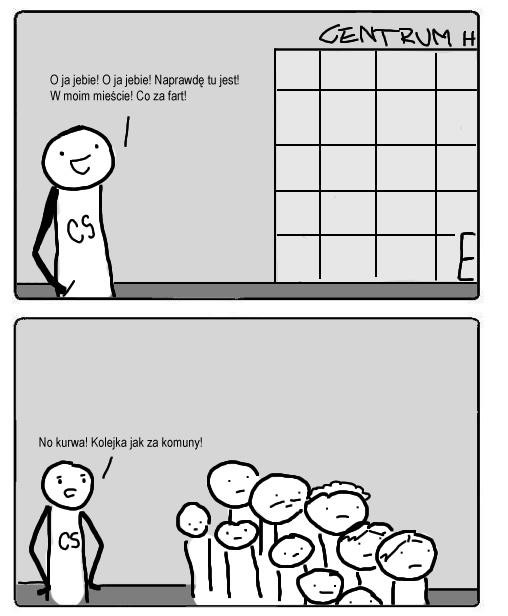 CENTRUM H
O ja jebie! O ja jebie! Naprawdę tu jest!
W moim mieście! Co za fart!
CS
E
No kurwa! Kolejka jak za komuny!
CS